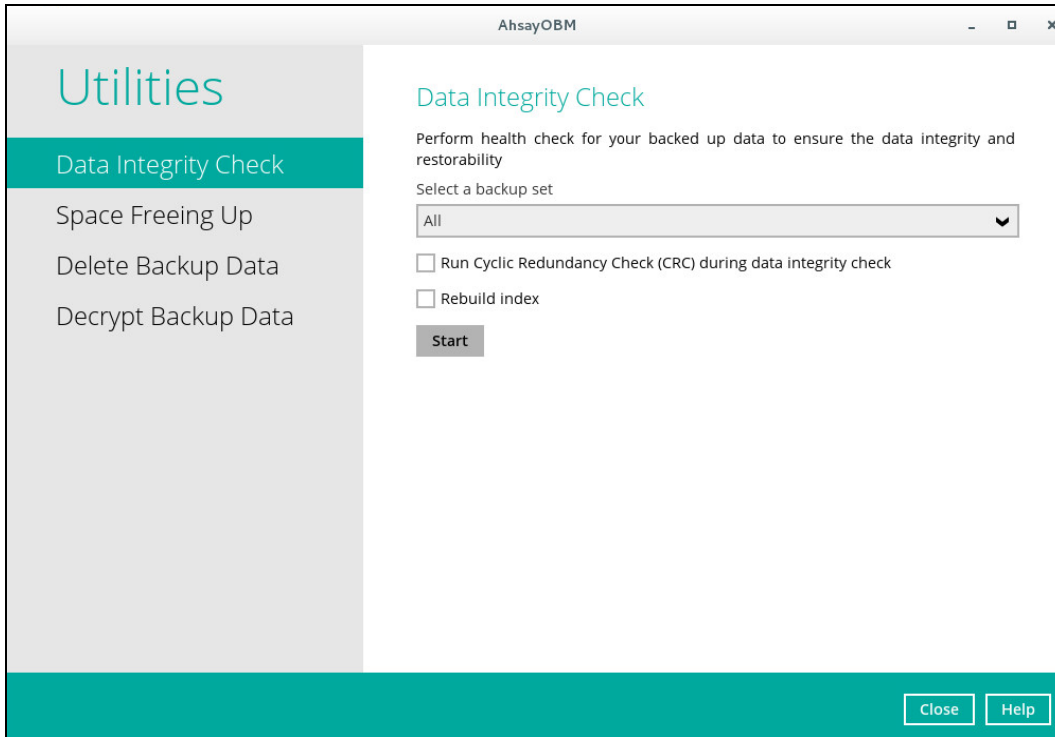 AhsayOBM
Utilities
Data Integrity Check
Space Freeing Up
Delete Backup Data
Decrypt Backup Data
Data Integrity Check
Perform health check for your backed up data to ensure the data integrity and
restorability
Select a backup set
All
Run Cyclic Redundancy Check (CRC) during data integrity check
Rebuild index
Start
Close
Help